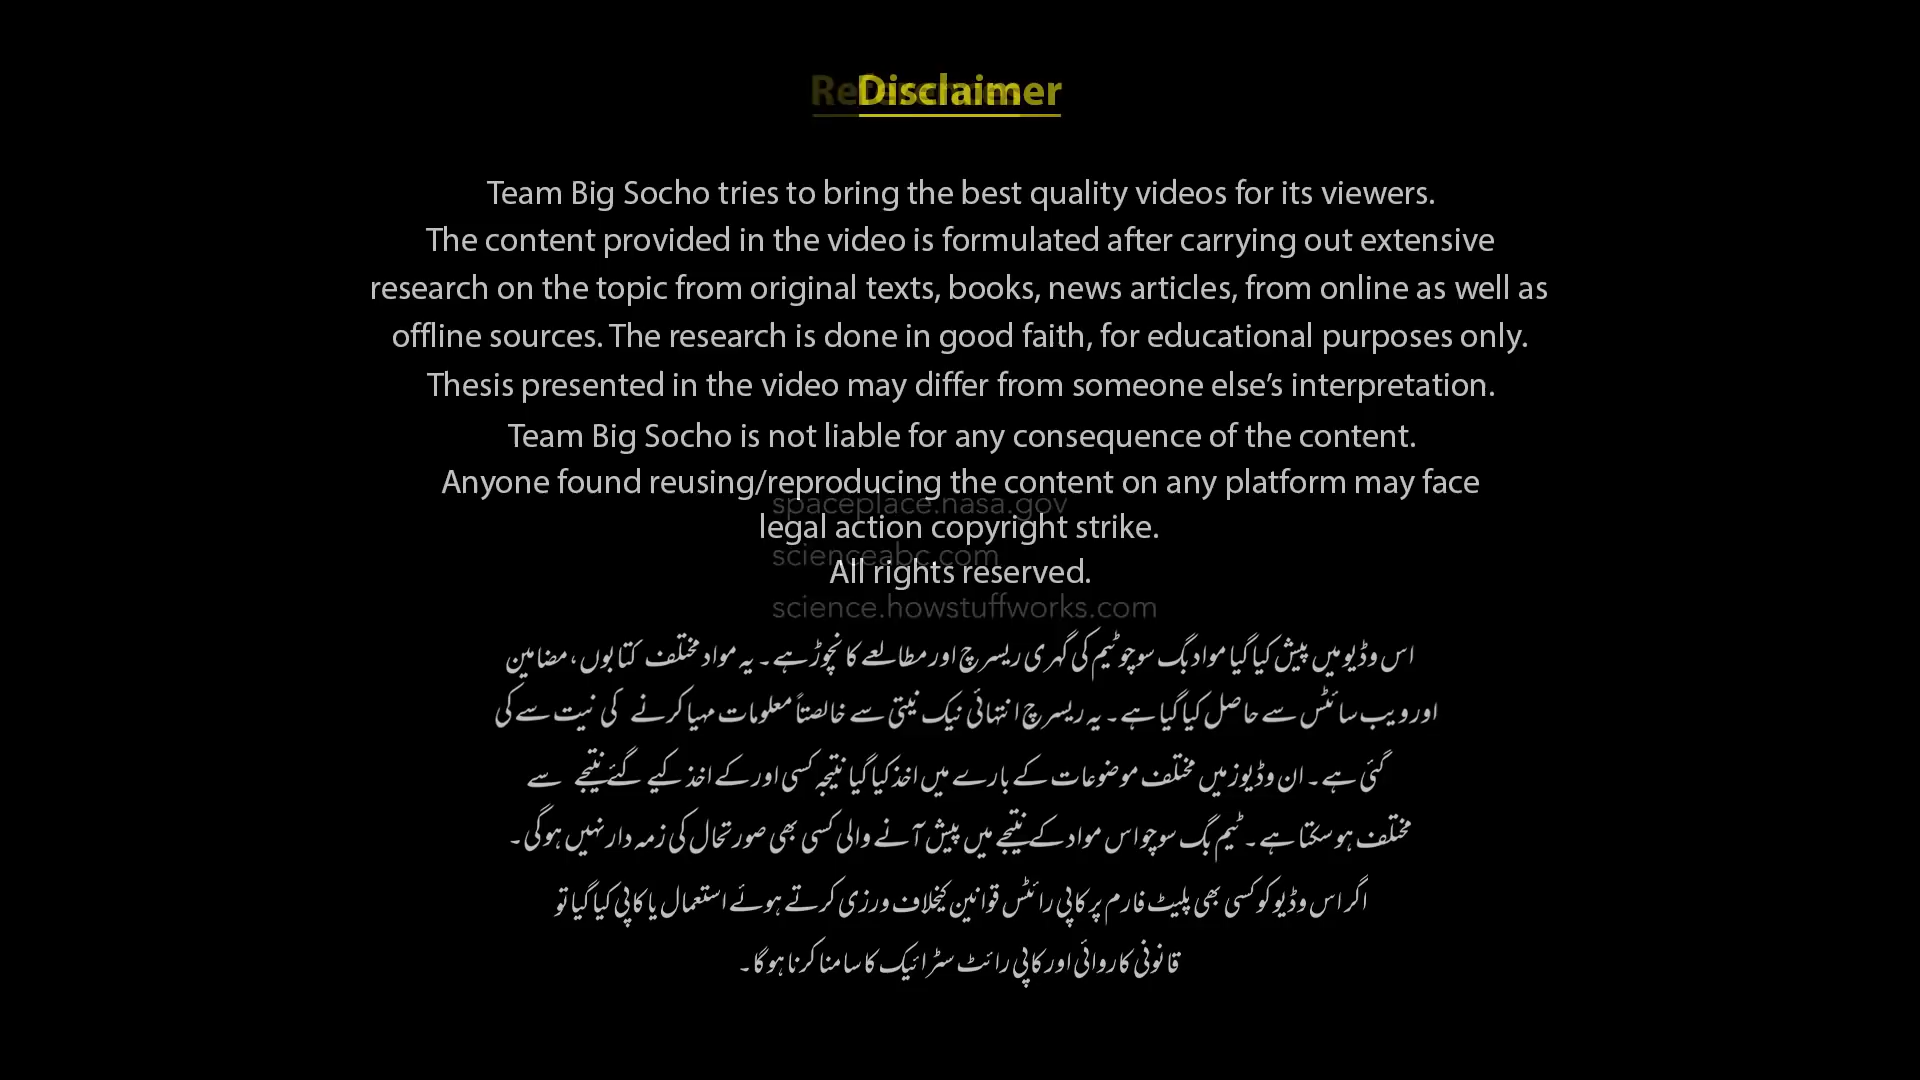 References
Disclaimer
Team Big Socho tries to bring the best quality videos for its viewers.
The content provided in the video is formulated after carrying out extensive
research on the topic from original texts, books, news articles, from online as well as
offline sources. The research is done in good faith, for educational purposes only.
Thesis presented in the video may differ from someone else’s interpretation.
Team Big Socho is not liable for any consequence of the content.
Anyone found reusing/reproducing the content on any platform may face
spaceplace.nasa.gov
legal action copyright strike.
scienceabc.com
All rights reserved.
science.howstuffworks.com
اس وڈیو میں پیش کیا گیا مواد بگ سوچو ٹیم کی گہری ریسرچ اور مطالعے کا نچوڑ ہے۔ یہ مواد مختلف کتابوں، مضامین
اور ویب سائٹس سے حاصل کیا گیا ہے۔ یہ ریسرچ انتہائی نیک نیتی سے خالصتاً معلومات مہیا کرنے کی نیت سے کی
گئی ہے۔ ان وڈیوز میں مختلف موضوعات کے بارے میں اخذ کیا گیا نتیجہ کسی اور کے اخذ کیے گئے نتیجے سے
مختلف ہو سکتا ہے۔ ٹیم بگ سوچو اس مواد کے نتیجے میں پیش آنے والی کسی بھی صورتحال کی زمہ دار نہیں ہوگی۔
اگر اس وڈیو کو کسی بھی پلیٹ فارم پر کاپی رائٹس قوانین کیخلاف ورزی کرتے ہوئے استعمال یا کاپی کیا گیا تو
قانونی کاروائی اور کاپی رائٹ سٹرائیک کا سامنا کرنا ہوگا۔